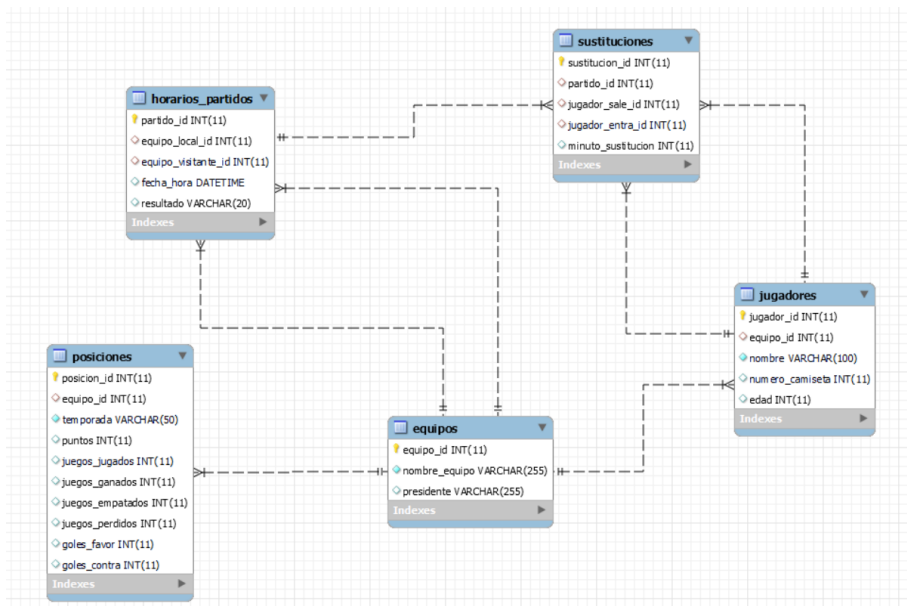 sustituciones
sustitucion_id INT(11)
partido_id INT(11)
jugador_sale_id INT(11)
jugador_entra_id INT(11)
minuto_sustitucion INT(11)
Indexes
horarios_partidos
partido_id INT(11)
equipo_local_id INT(11)
equipo_visitante_id INT(11)
fecha_hora DATETIME
resultado VARCHAR(20)
Indexes
jugadores
jugador_id INT(11)
equipo_id INT(11)
nombre VARCHAR(100)
numero_camiseta INT(11)
edad INT(11)
Indexes
posiciones
posicion_id INT(11)
equipo_id INT(11)
temporada VARCHAR(50)
puntos INT(11)
juegos_jugados INT(11)
juegos_ganados INT(11)
juegos_empatados INT(11)
juegos_perdidos INT(11)
goles_favor INT(11)
goles_contra INT(11)
Indexes
equipos
equipo_id INT(11)
nombre_equipo VARCHAR(255)
presidente VARCHAR(255)
Indexes